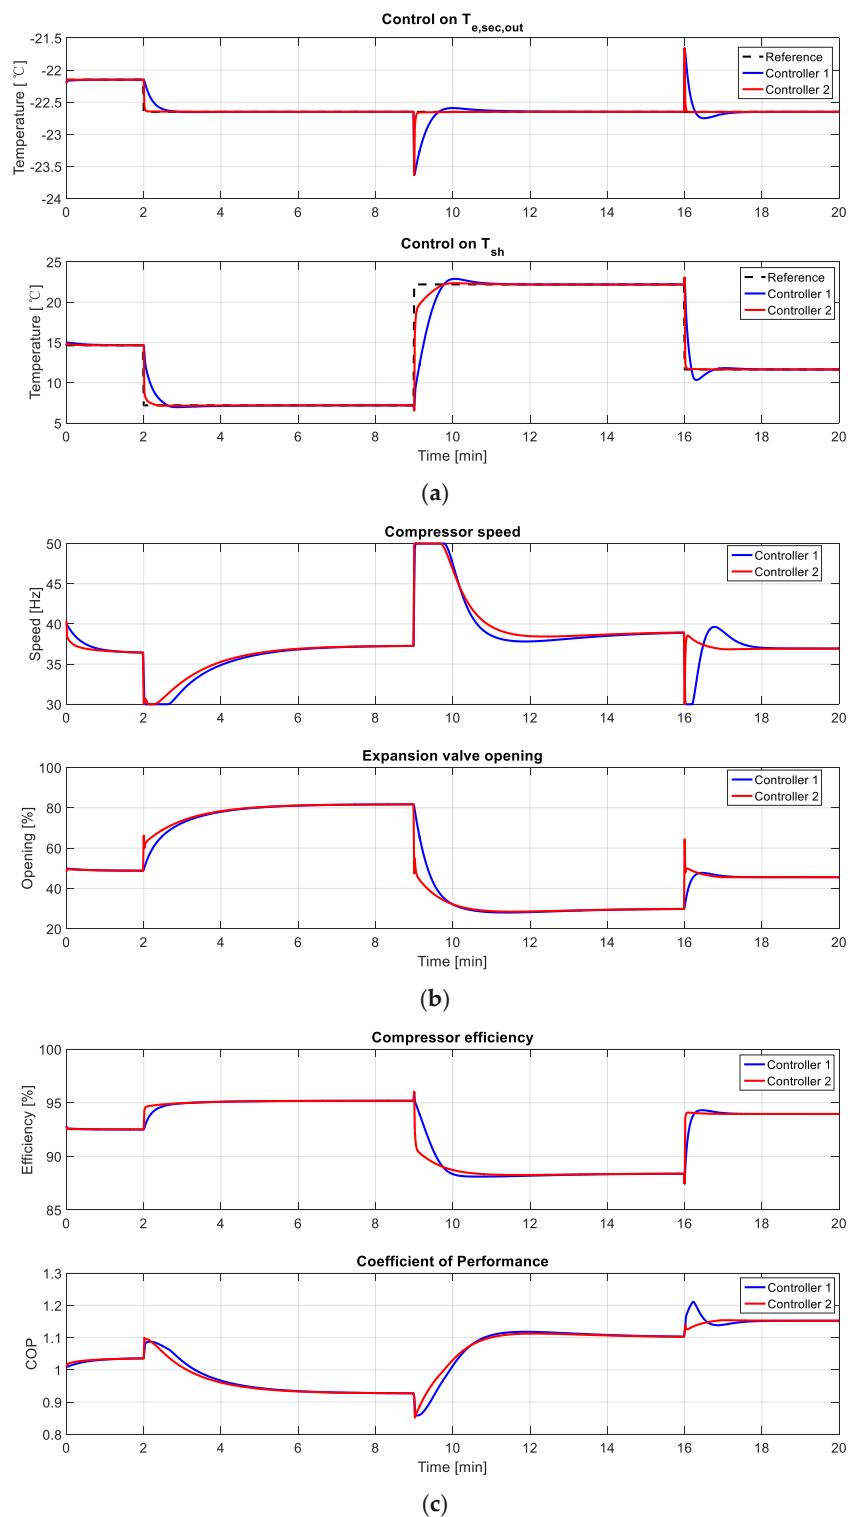 Control on T e,sec,out
-21.5
-22
-22.5
-23
-23.5
-24
Temperature [ ℃]
Reference
Controller 1
Controller 2
0 2 4 6 8 10 12 14 16 18 20
Control on T sh
25
20
15
10
5
Temperature [ ℃]
Reference
Controller 1
Controller 2
0 2 4 6 8 10 12 14 16 18 20
Time [min]
(a)
Compressor speed
50
45
40
35
30
Speed [Hz]
Controller 1
Controller 2
0 2 4 6 8 10 12 14 16 18 20
Expansion valve opening
100
80
60
40
20
Opening [%]
Controller 1
Controller 2
0 2 4 6 8 10 12 14 16 18 20
Time [min]
(b)
Compressor efficiency
100
95
90
85
Efficiency [%]
Controller 1
Controller 2
0 2 4 6 8 10 12 14 16 18 20
Coefficient of Performance
1.3
1.2
1.1
1
0.9
0.8
COP
Controller 1
Controller 2
0 2 4 6 8 10 12 14 16 18 20
Time [min]
(c)